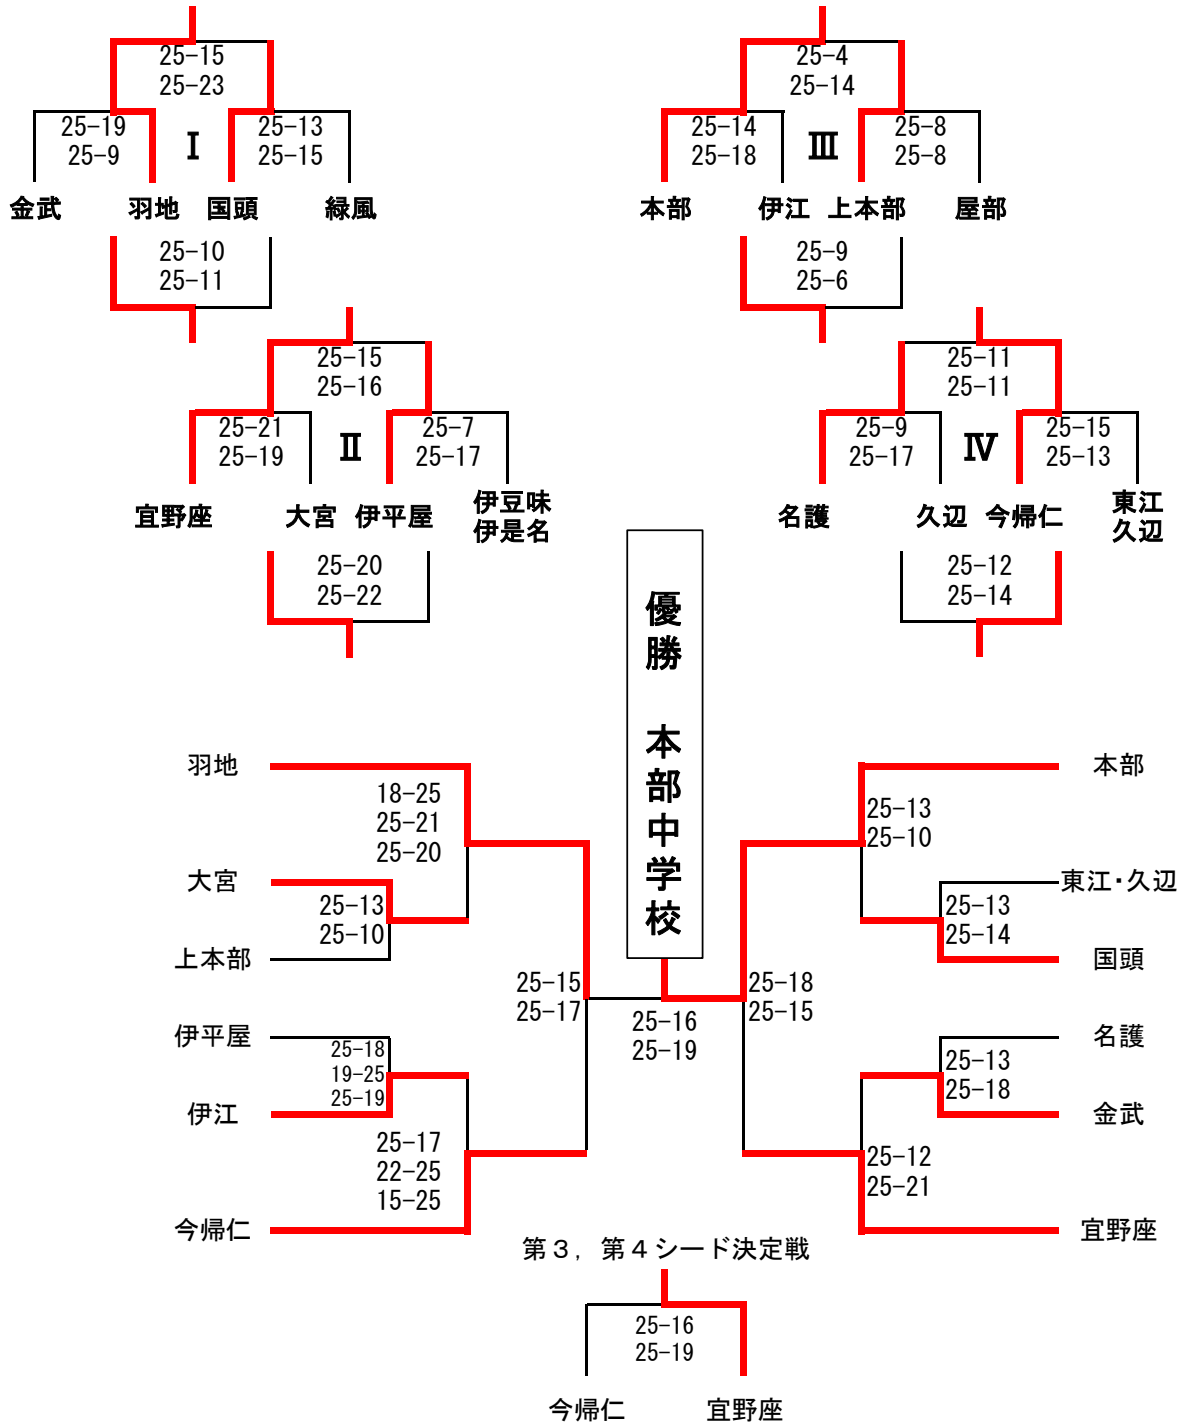 25-15
25-23
25-19
25-9
Ⅰ
25-13
25-15
金武
羽地
国頭
緑風
25-10
25-11
25-4
25-14
25-14
25-18
Ⅲ
25-8
25-8
本部
伊江
上本部
屋部
25-9
25-6
25-15
25-16
25-21
25-19
Ⅱ
25-7
25-17
宜野座
大宮
伊平屋
伊豆味
伊是名
25-20
25-22
25-11
25-11
25-9
25-17
Ⅳ
25-15
25-13
名護
久辺
今帰仁
東江
久辺
25-12
25-14
優勝 本部中学校
羽地
18-25
25-21
25-20
大宮
25-13
25-10
上本部
25-15
25-17
伊平屋
25-18
19-25
25-19
伊江
25-17
22-25
15-25
今帰仁
25-16
25-19
本部
25-13
25-10
東江・久辺
25-13
25-14
国頭
25-18
25-15
名護
25-13
25-18
金武
25-12
25-21
宜野座
第3，第4シード決定戦
25-16
25-19
今帰仁
宜野座